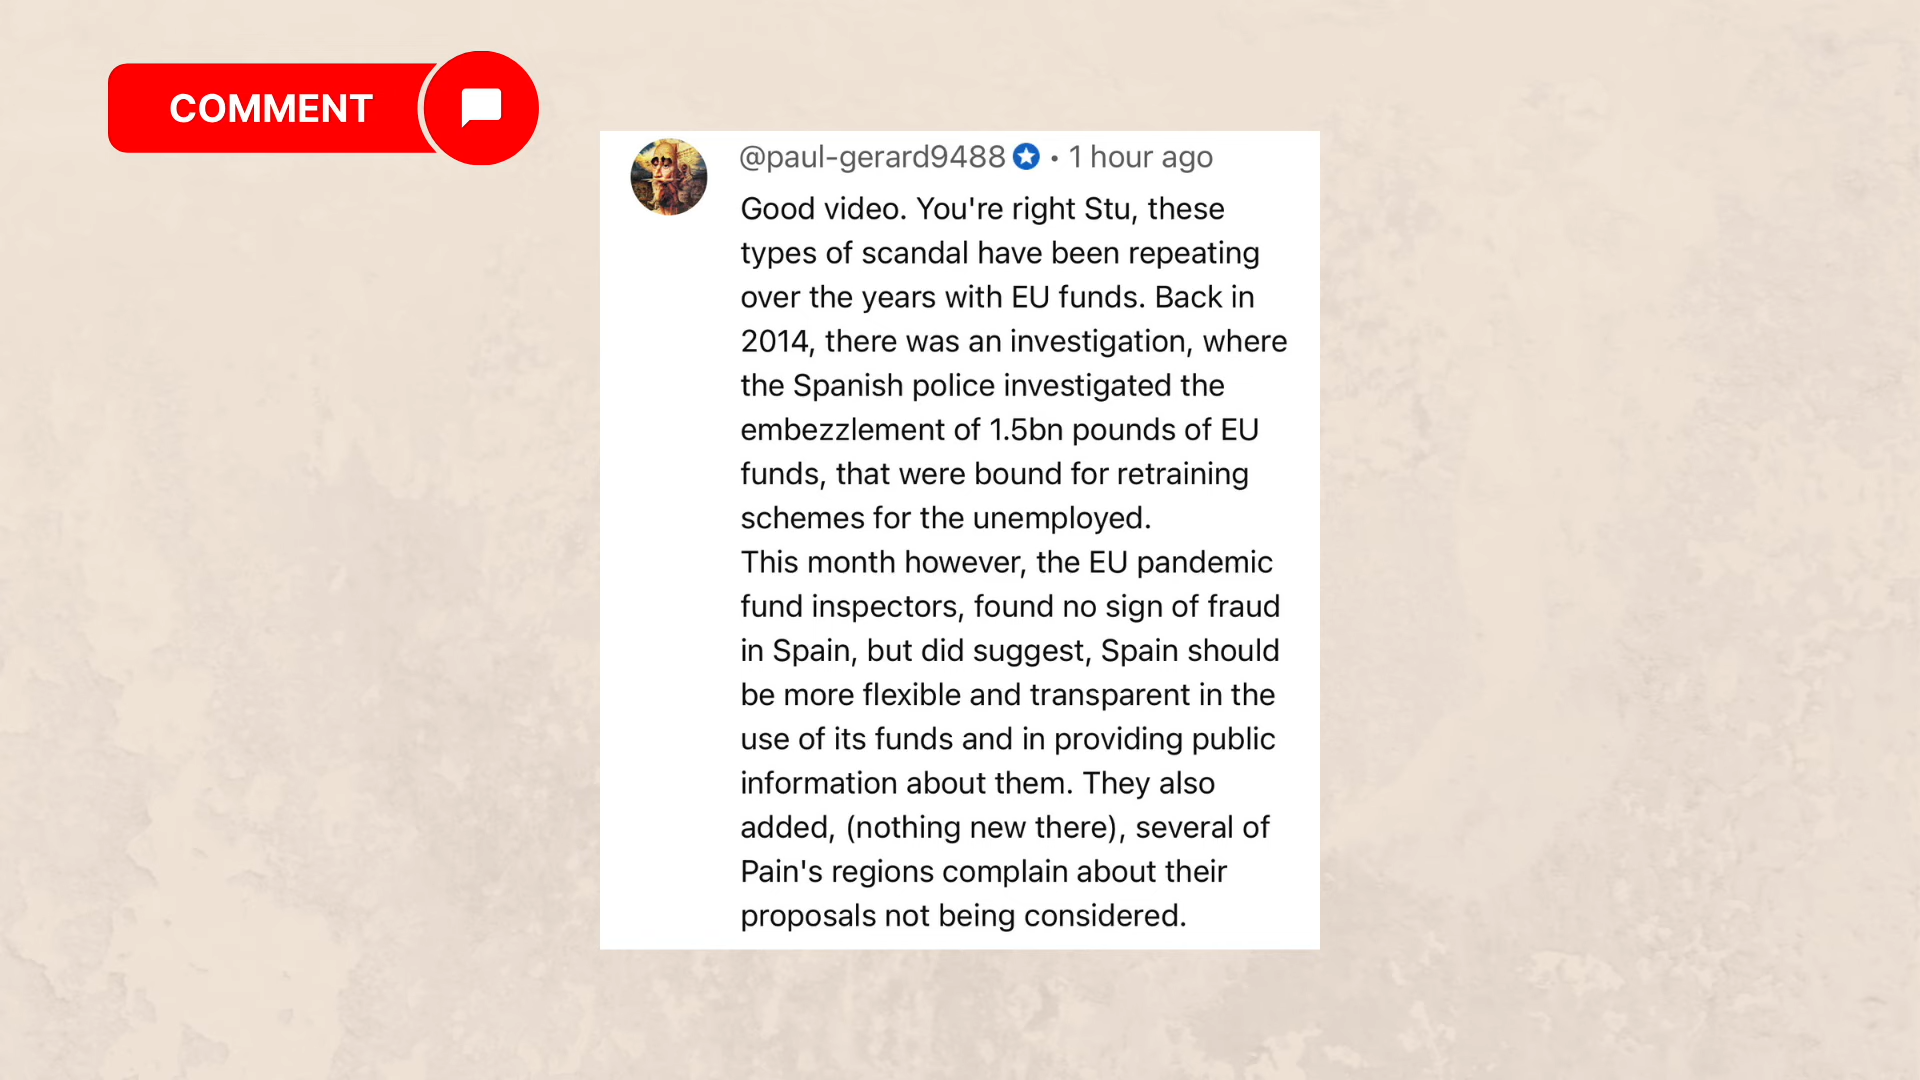 COMMENT
@paul-gerard9488 • 1 hour ago
Good video. You're right Stu, these
types of scandal have been repeating
over the years with EU funds. Back in
2014, there was an investigation, where
the Spanish police investigated the
embezzlement of 1.5bn pounds of EU
funds, that were bound for retraining
schemes for the unemployed.
This month however, the EU pandemic
fund inspectors, found no sign of fraud
in Spain, but did suggest, Spain should
be more flexible and transparent in the
use of its funds and in providing public
information about them. They also
added, (nothing new there), several of
Pain's regions complain about their
proposals not being considered.